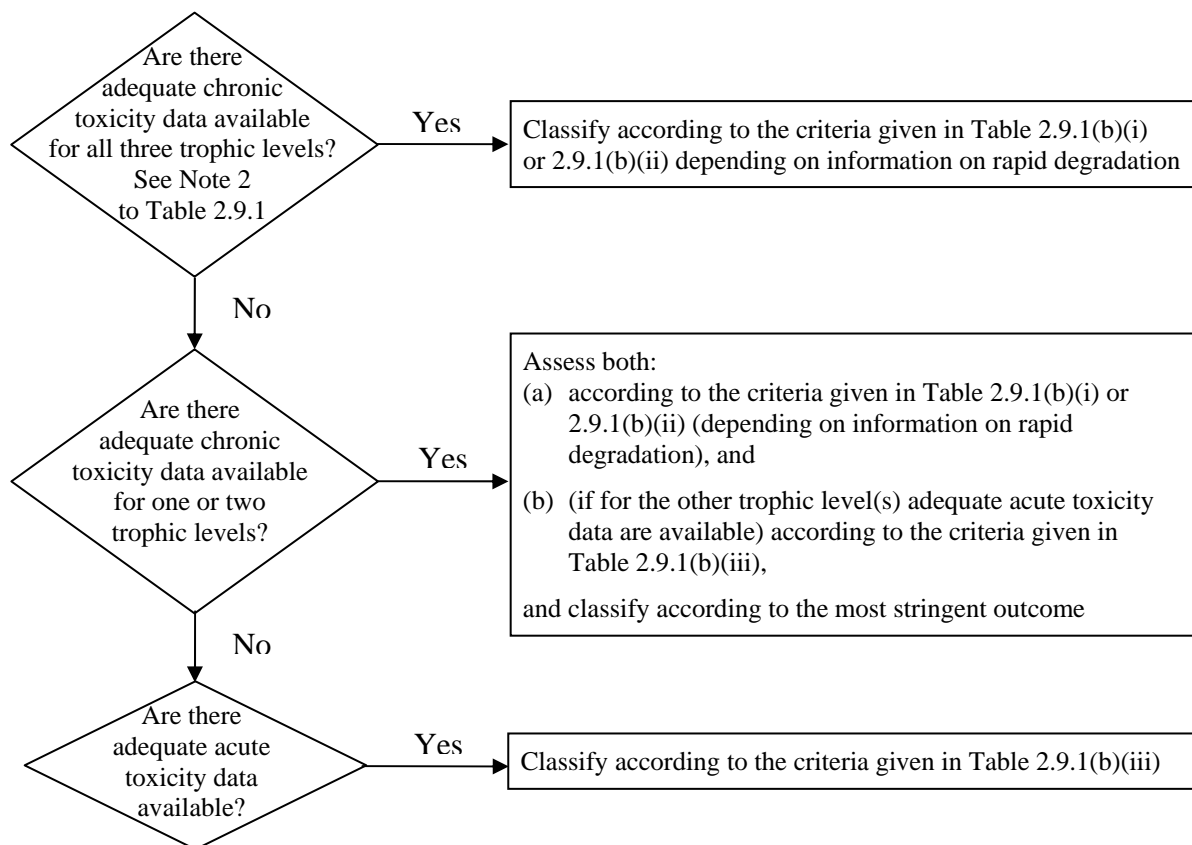 Are there
adequate chronic
toxicity data available
for all three trophic levels?
See Note 2
to Table 2.9.1
Yes
Classify according to the criteria given in Table 2.9.1(b)(i)
or 2.9.1(b)(ii) depending on information on rapid degradation
No
Are there
adequate chronic
toxicity data available
for one or two
trophic levels?
Yes
Assess both:
(a) according to the criteria given in Table 2.9.1(b)(i) or
2.9.1(b)(ii) (depending on information on rapid
degradation), and
(b) (if for the other trophic level(s) adequate acute toxicity
data are available) according to the criteria given in
Table 2.9.1(b)(iii),
and classify according to the most stringent outcome
No
Are there
adequate acute
toxicity data
available?
Yes
Classify according to the criteria given in Table 2.9.1(b)(iii)